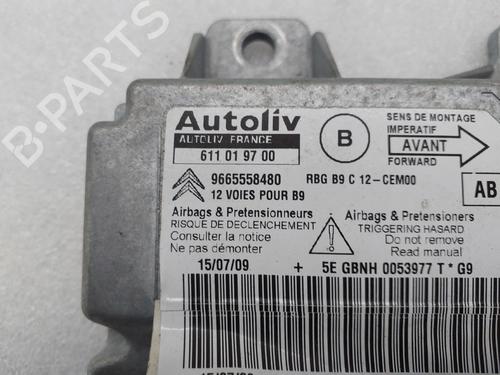 B-PARTS
Autoliv
AUTOLIV FRANCE
611 01 97 00
B
SENS DE MONTAGE
IMPERATIF
AVANT
FORWARD
9665558480
RBG B9 C 12-CEM00
12 VOIES POUR B9
AB
Airbags & Pretensionneurs
RISQUE DE DECLENCHEMENT
Consulter la notice
Ne pas démonter
Airbags & Pretensioners
TRIGGERING HASARD
Do not remove
Read manual
15/07/09 + 5E GBNH 0053977 T * G9